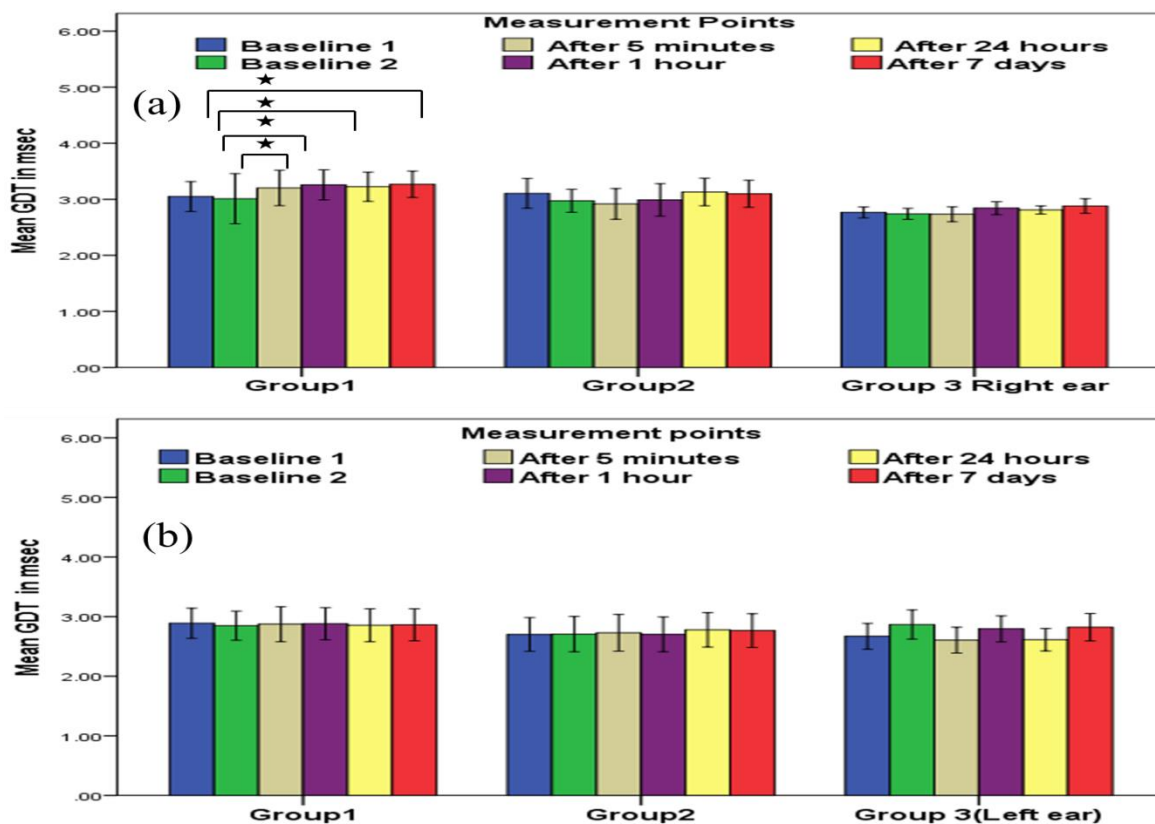 Measurement Points
Baseline 1 After 5 minutes After 24 hours
Baseline 2 After 1 hour After 7 days
(a)
Mean GDT in msec
6.00
5.00
4.00
3.00
2.00
1.00
.00
Group1 Group2 Group 3 Right ear
Measurement points
Baseline 1 After 5 minutes After 24 hours
Baseline 2 After 1 hour After 7 days
(b)
Mean GDT in msec
6.00
5.00
4.00
3.00
2.00
1.00
.00
Group1 Group2 Group 3(Left ear)